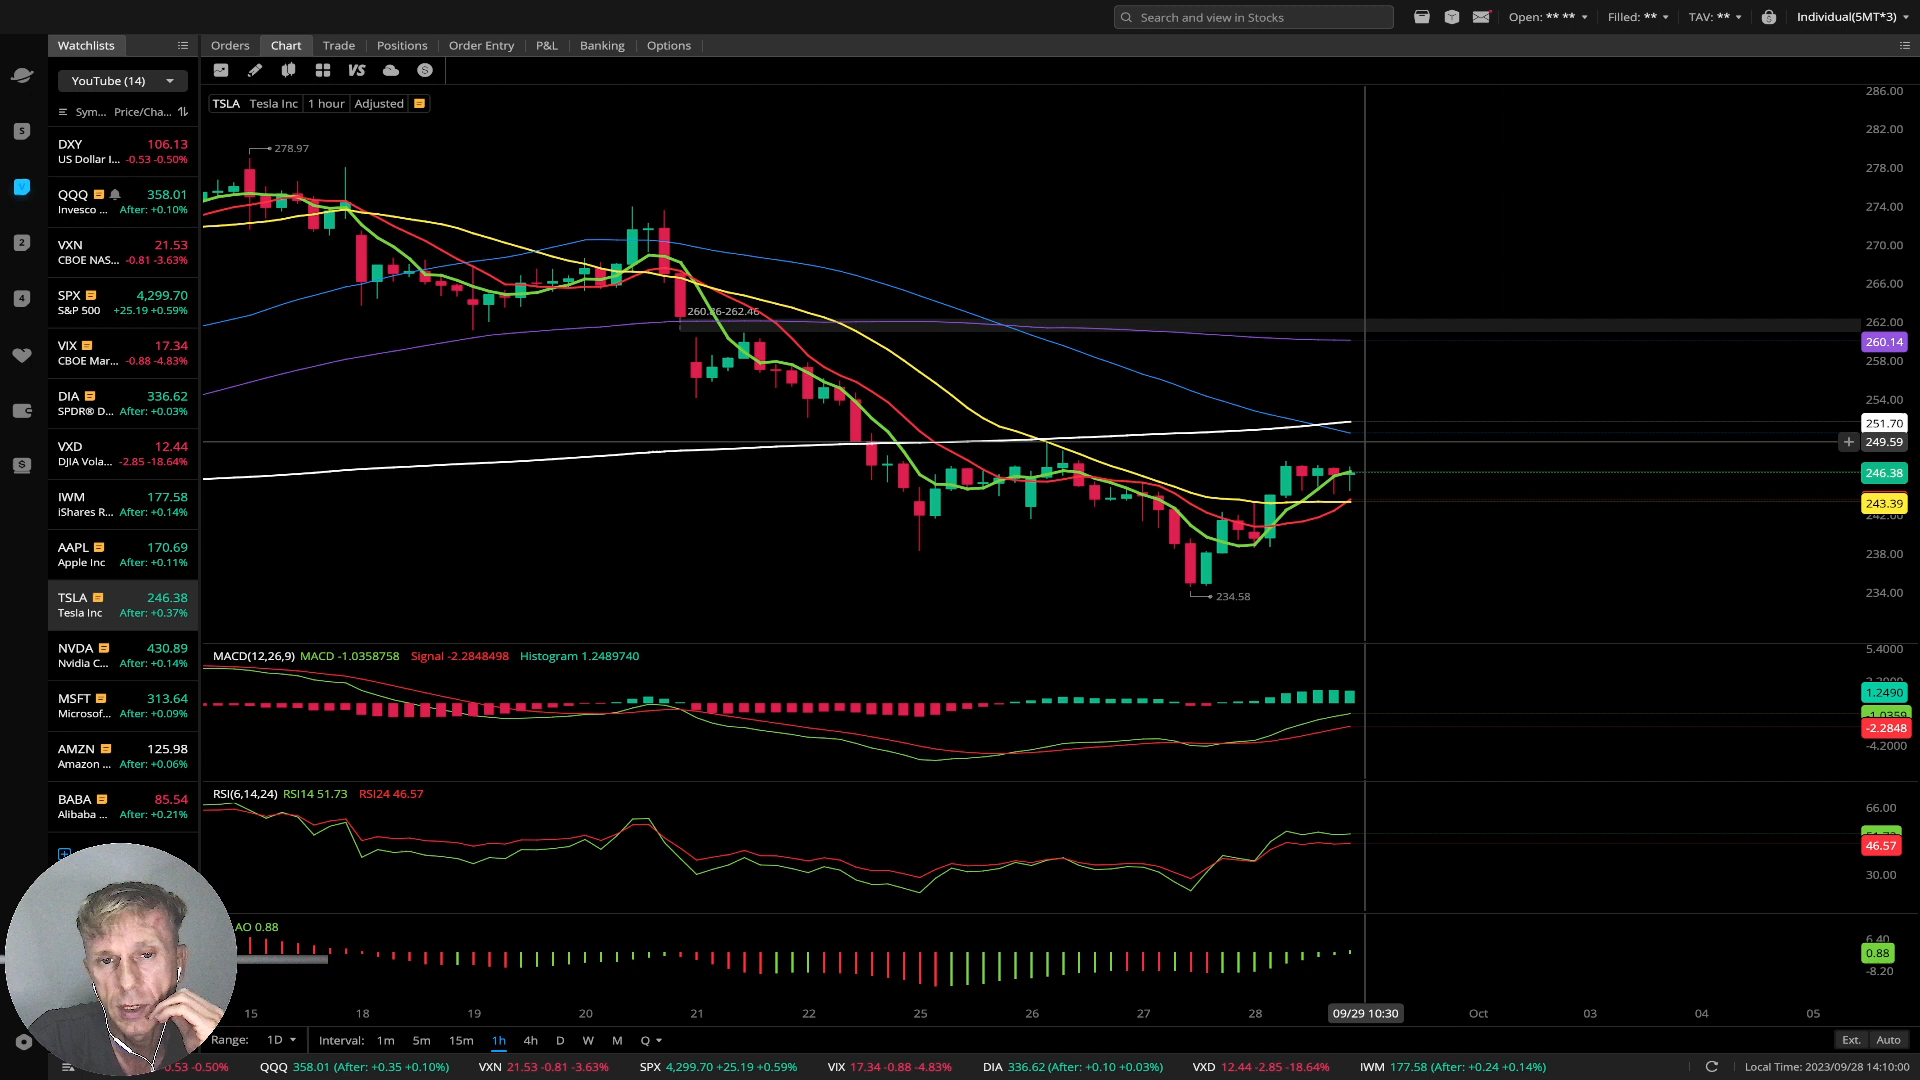 Search and view in Stocks
Open: ** **
Filled: **
TAV: **
Individual(5MT*3)
Watchlists
Orders
Chart
Trade
Positions
Order Entry
P&L
Banking
Options
YouTube (14)
VS
S
Sym...
Price/Cha...
TSLA
Tesla Inc
1 hour
Adjusted
DXY 106.13
US Dollar I... -0.53 -0.50%
QQQ 358.01
Invesco ... After: +0.10%
VXN 21.53
CBOE NAS... -0.81 -3.63%
SPX 4,299.70
S&P 500 +25.19 +0.59%
VIX 17.34
CBOE Mar... -0.88 -4.83%
DIA 336.62
SPDR® D... After: +0.03%
VXD 12.44
DJIA Vola... -2.85 -18.64%
IWM 177.58
iShares R... After: +0.14%
AAPL 170.69
Apple Inc After: +0.11%
TSLA 246.38
Tesla Inc After: +0.37%
NVDA 430.89
Nvidia C... After: +0.14%
MSFT 313.64
Microsof... After: +0.09%
AMZN 125.98
Amazon ... After: +0.06%
BABA 85.54
Alibaba ... After: +0.21%
S
V
2
4
S
278.97
260.86-262.46
234.58
286.00
282.00
278.00
274.00
270.00
266.00
262.00
260.14
258.00
254.00
251.70
249.59
246.38
243.39
242.00
238.00
234.00
MACD(12,26,9) MACD -1.0358758 Signal -2.2848498 Histogram 1.2489740
5.4000
1.2490
-1.0359
-2.2848
-4.2000
RSI(6,14,24) RSI14 51.73 RSI24 46.57
66.00
51.73
46.57
30.00
AO 0.88
6.40
0.88
-8.20
15
18
19
20
21
22
25
26
27
28
09/29 10:30
Oct
03
04
05
Range: 1D
Interval: 1m 5m 15m 1h 4h D W M Q
Ext.
Auto
0.53 -0.50%
QQQ 358.01 (After: +0.35 +0.10%)
VXN 21.53 -0.81 -3.63%
SPX 4,299.70 +25.19 +0.59%
VIX 17.34 -0.88 -4.83%
DIA 336.62 (After: +0.10 +0.03%)
VXD 12.44 -2.85 -18.64%
IWM 177.58 (After: +0.24 +0.14%)
Local Time: 2023/09/28 14:10:00